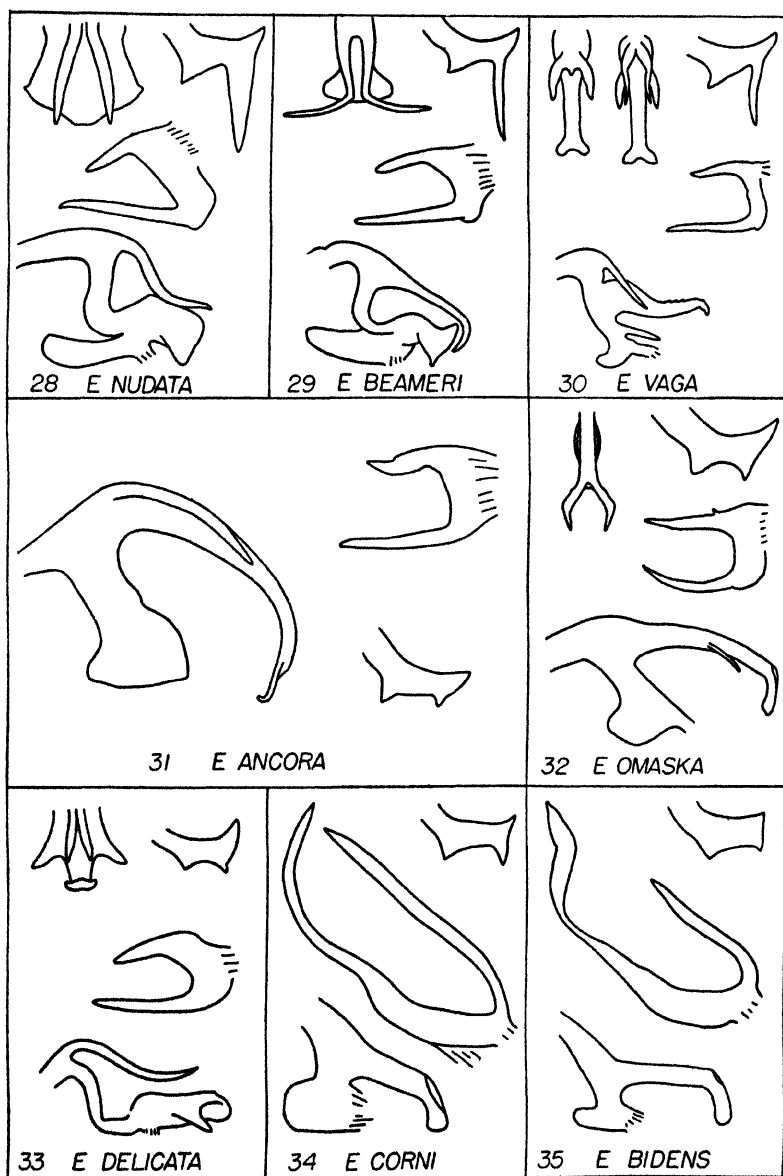 28 E NUDATA
29 E BEAMERI
30 E VAGA
31 E ANCORA
32 E OMASKA
33 E DELICATA
34 E CORNI
35 E BIDENS